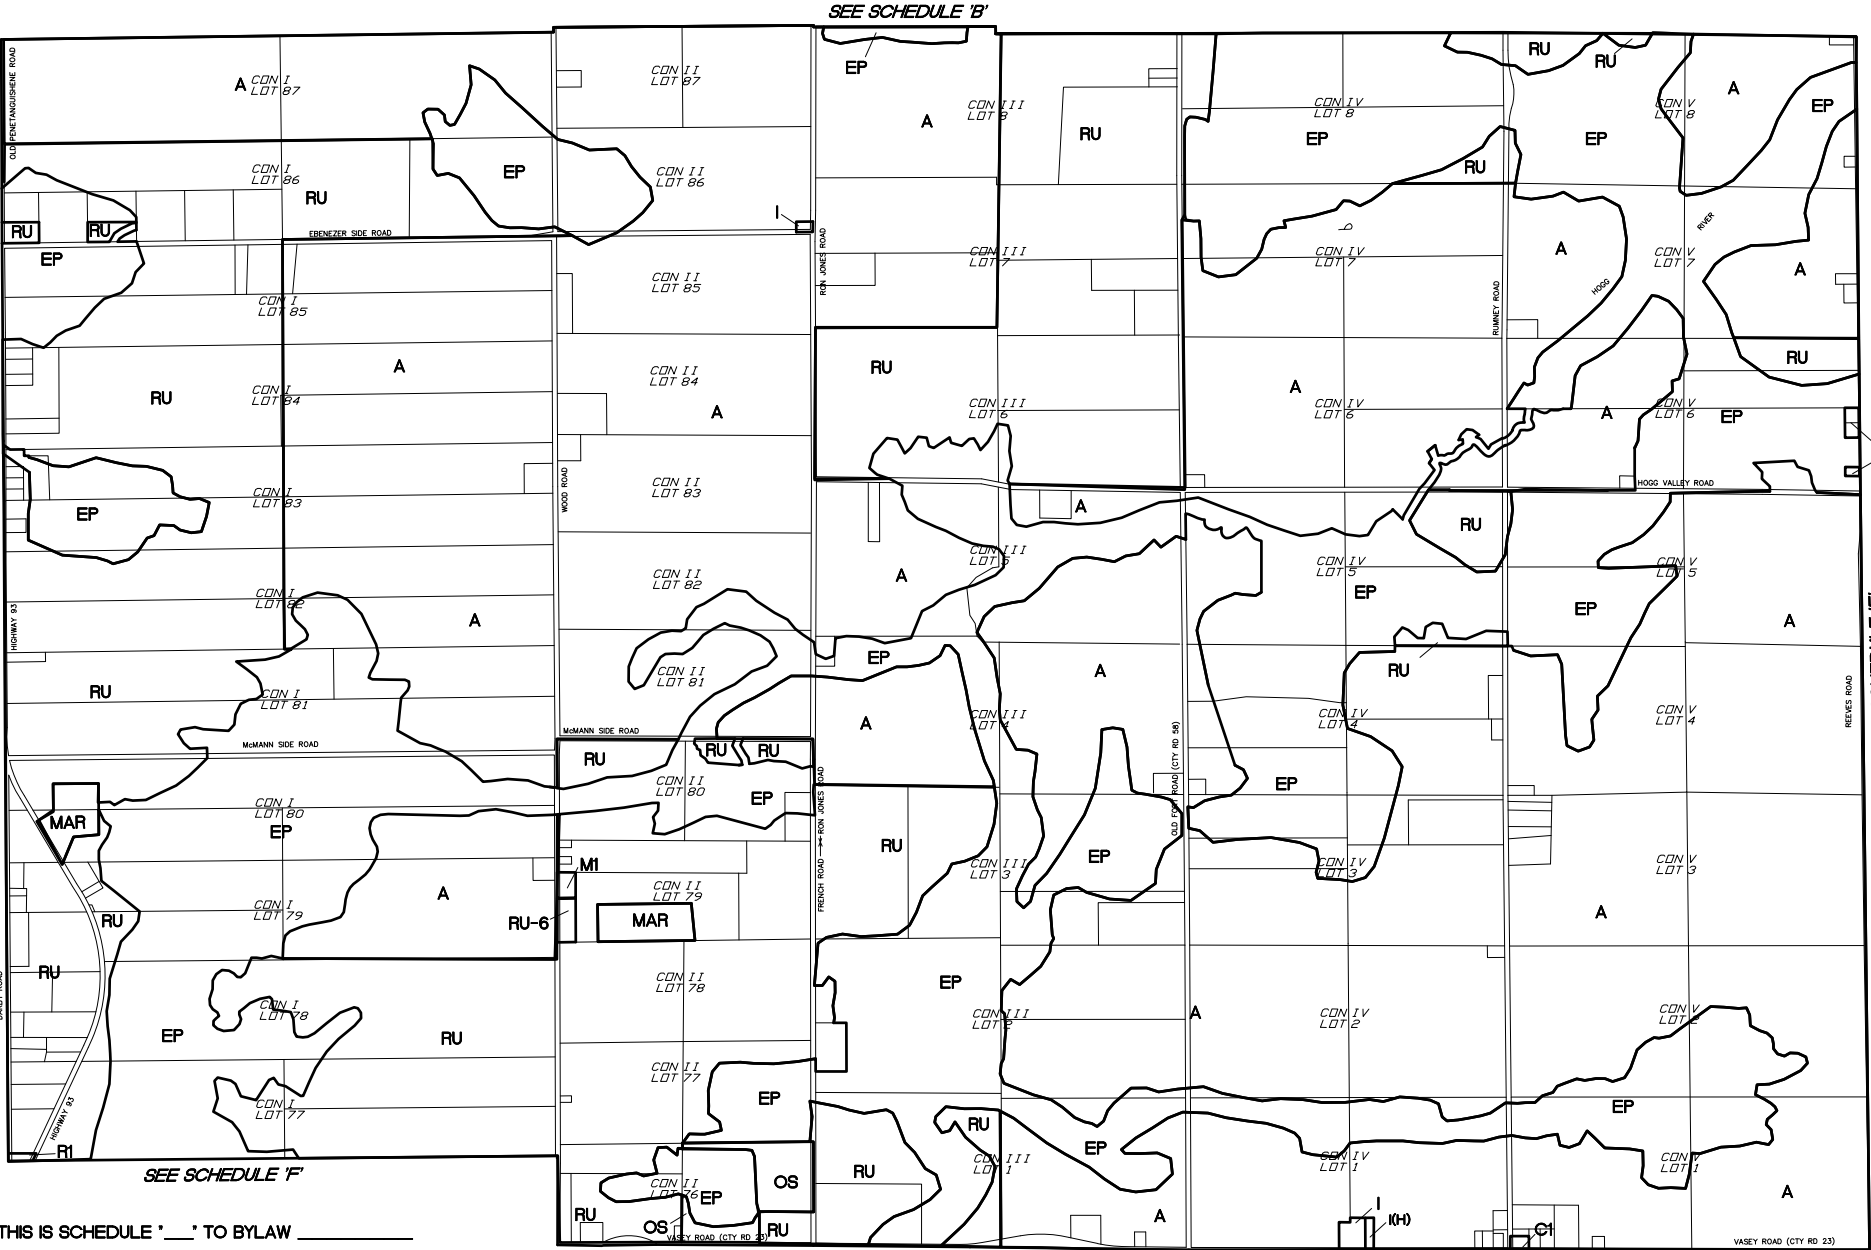 SEE SCHEDULE 'B'
OLD PENETANGUISHENE ROAD
A
CON I
LOT 87
CON II
LOT 87
EP
A
CON III
LOT 8
RU
CON IV
LOT 8
EP
RU
RU
RU
EP
CON V
LOT 8
A
EP
CON I
LOT 86
RU
EP
CON II
LOT 86
I
RU
RU
EBENEZER SIDE ROAD
EP
RON JONES ROAD
CON I
LOT 85
CON II
LOT 85
CON III
LOT 7
CON IV
LOT 7
RUMNEY ROAD
A
HOGG
RIVER
CON V
LOT 7
A
RU
CON I
LOT 84
A
CON II
LOT 84
A
RU
CON III
LOT 6
A
CON IV
LOT 6
A
CON V
LOT 6
EP
RU
EP
CON I
LOT 83
WOOD ROAD
CON II
LOT 83
A
RU
HOGG VALLEY ROAD
HIGHWAY 93
CON I
LOT 82
A
CON II
LOT 82
A
CON III
LOT 5
CON IV
LOT 5
EP
EP
CON V
LOT 5
A
RU
CON I
LOT 81
McMANN SIDE ROAD
CON II
LOT 81
McMANN SIDE ROAD
EP
A
CON III
LOT 4
A
OLD FORT ROAD (CTY RD 58)
RU
CON IV
LOT 4
EP
CON V
LOT 4
REEVES ROAD
MAR
CON I
LOT 80
EP
RU
RU
RU
CON II
LOT 80
EP
FRENCH ROAD RON JONES ROAD
RU
CON III
LOT 3
EP
CON IV
LOT 3
CON V
LOT 3
A
RU
CON I
LOT 79
A
M1
RU-6
CON II
LOT 79
MAR
RU
EP
CON I
LOT 78
RU
CON II
LOT 78
EP
CON III
LOT 2
A
CON IV
LOT 2
CON V
LOT 2
HIGHWAY 93
R1
CON I
LOT 77
CON II
LOT 77
EP
RU
RU
CON III
LOT 1
EP
CON IV
LOT 1
EP
CON V
LOT 1
A
SEE SCHEDULE 'F'
RU
CON II
LOT 76
EP
OS
OS
RU
VASEY ROAD (CTY RD 23)
A
I
I(H)
C1
VASEY ROAD (CTY RD 23)
THIS IS SCHEDULE "___" TO BYLAW ____________